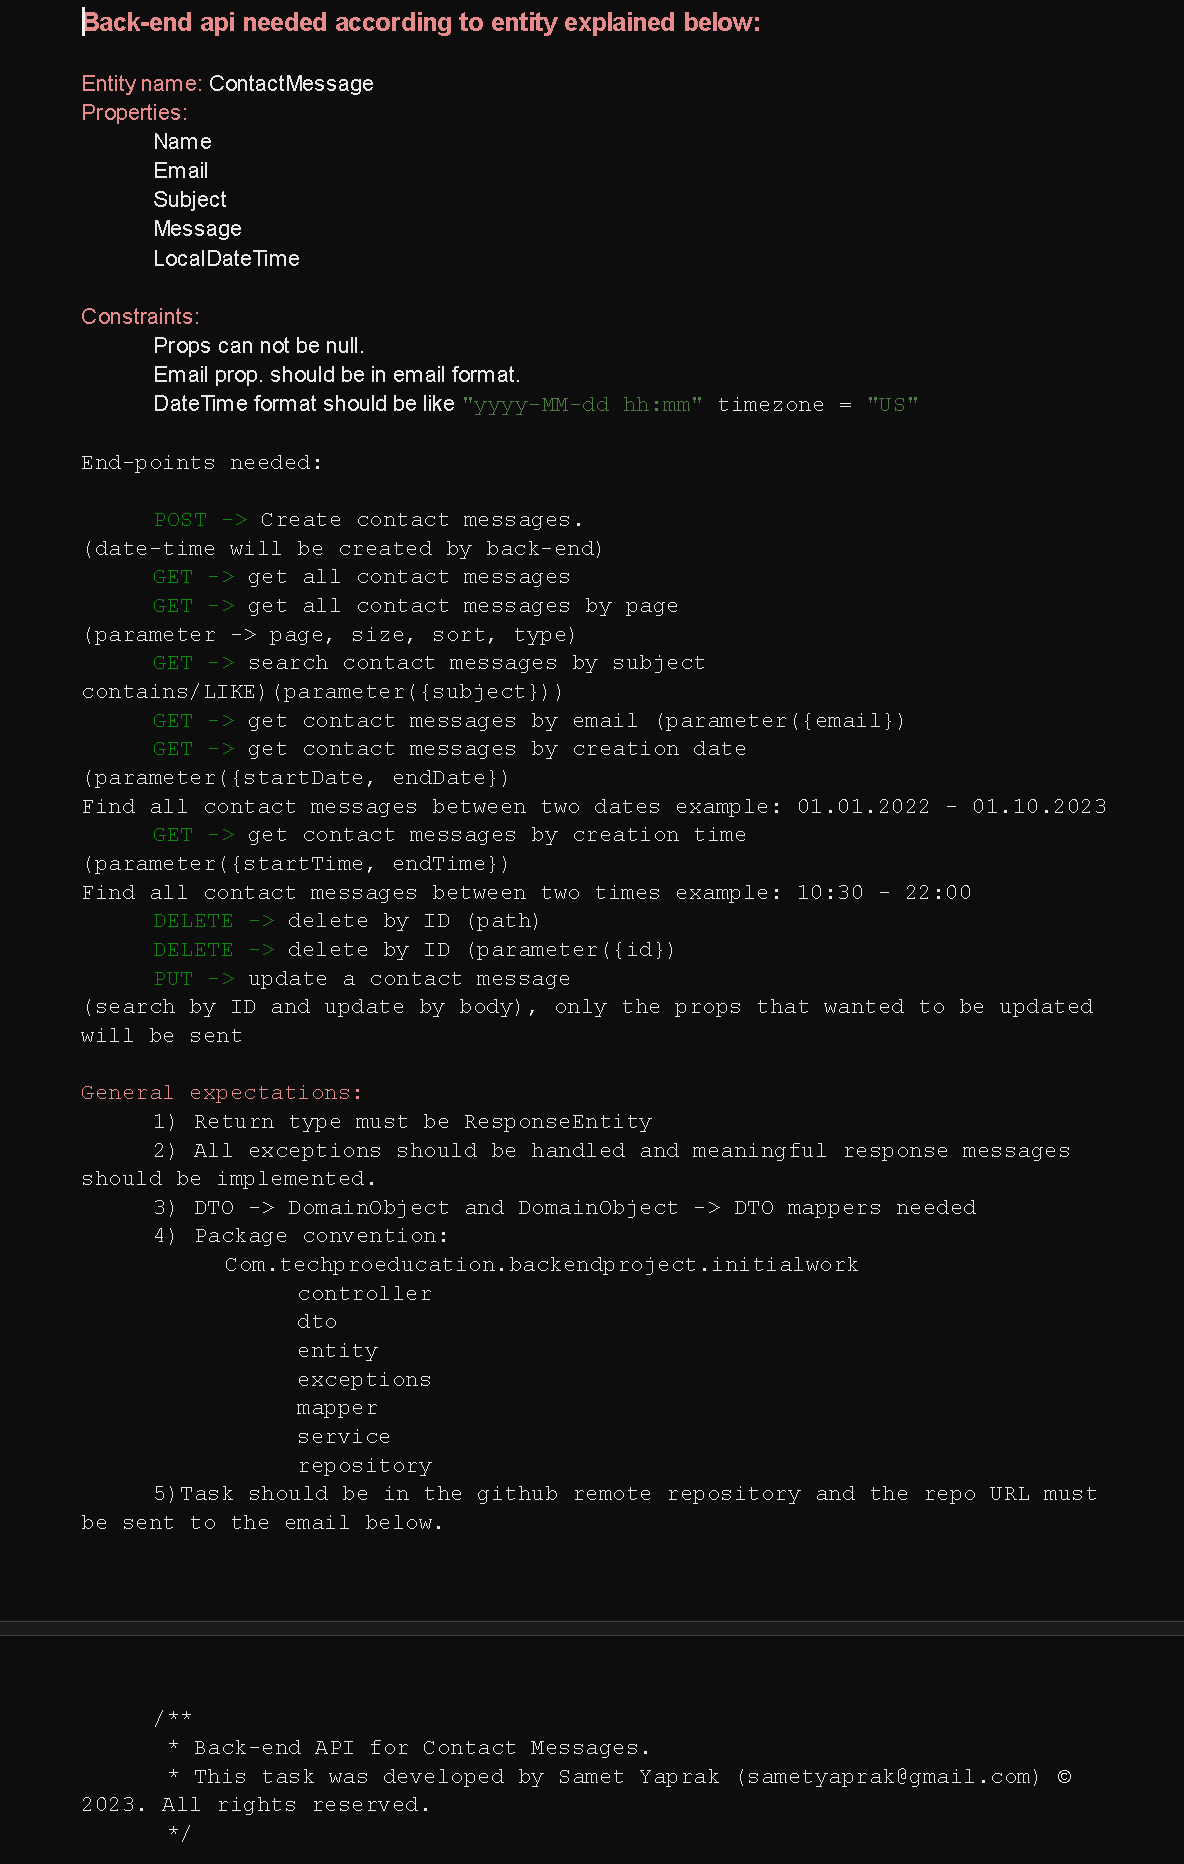 Back-end api needed according to entity explained below:
Entity name: ContactMessage
Properties:
Name
Email
Subject
Message
LocalDateTime
Constraints:
Props can not be null.
Email prop. should be in email format.
DateTime format should be like "yyyy-MM-dd hh:mm" timezone = "US"
End-points needed:
POST -> Create contact messages.
(date-time will be created by back-end)
GET -> get all contact messages
GET -> get all contact messages by page
(parameter -> page, size, sort, type)
GET -> search contact messages by subject
contains/LIKE)(parameter({subject}))
GET -> get contact messages by email (parameter({email})
GET -> get contact messages by creation date
(parameter({startDate, endDate})
Find all contact messages between two dates example: 01.01.2022 - 01.10.2023
GET -> get contact messages by creation time
(parameter({startTime, endTime})
Find all contact messages between two times example: 10:30 - 22:00
DELETE -> delete by ID (path)
DELETE -> delete by ID (parameter({id})
PUT -> update a contact message
(search by ID and update by body), only the props that wanted to be updated
will be sent
General expectations:
1) Return type must be ResponseEntity
2) All exceptions should be handled and meaningful response messages
should be implemented.
3) DTO -> DomainObject and DomainObject -> DTO mappers needed
4) Package convention:
Com.techproeducation.backendproject.initialwork
controller
dto
entity
exceptions
mapper
service
repository
5)Task should be in the github remote repository and the repo URL must
be sent to the email below.
/**
* Back-end API for Contact Messages.
* This task was developed by Samet Yaprak (sametyaprak@gmail.com) ©
2023. All rights reserved.
*/